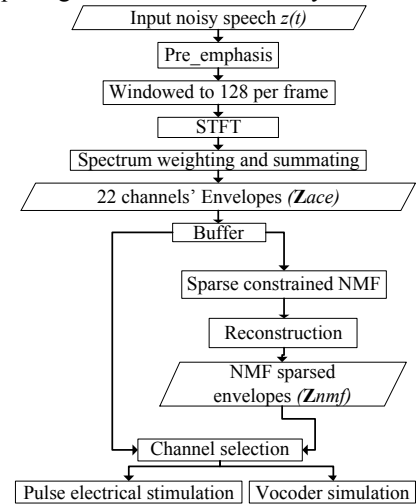 Input noisy speech z(t)
Pre_emphasis
Windowed to 128 per frame
STFT
Spectrum weighting and summating
22 channels' Envelopes (Zace)
Buffer
Sparse constrained NMF
Reconstruction
NMF sparsed
envelopes (Znmf)
Channel selection
Pulse electrical stimulation
Vocoder simulation